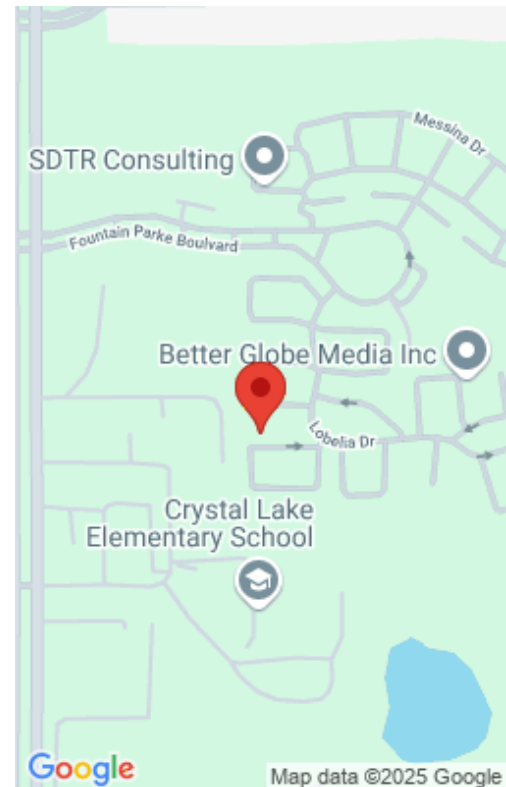 Messina Dr
SDTR Consulting
Fountain Parke Boulvard
Better Globe Media Inc
Lobelia Dr
Crystal Lake
Elementary School
Google
Map data ©2025 Google